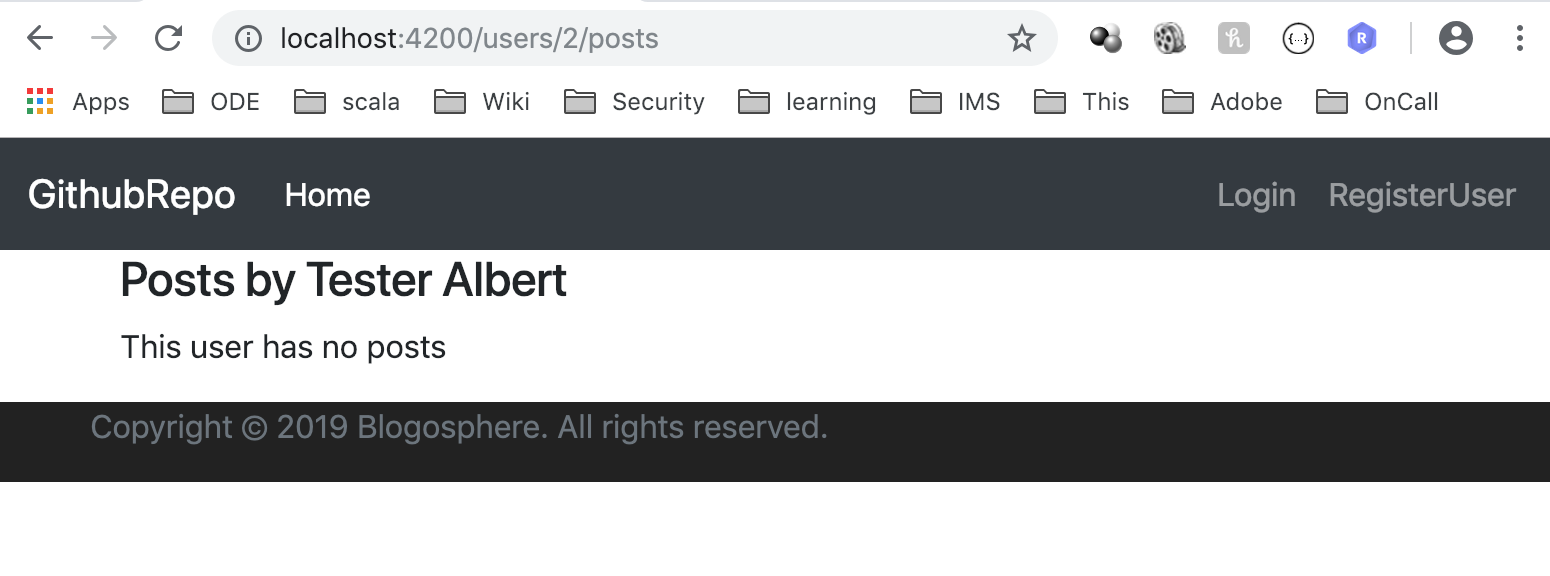 localhost:4200/users/2/posts
Apps ODE scala Wiki Security learning IMS This Adobe OnCall
GithubRepo Home Login RegisterUser
Posts by Tester Albert
This user has no posts
Copyright © 2019 Blogosphere. All rights reserved.